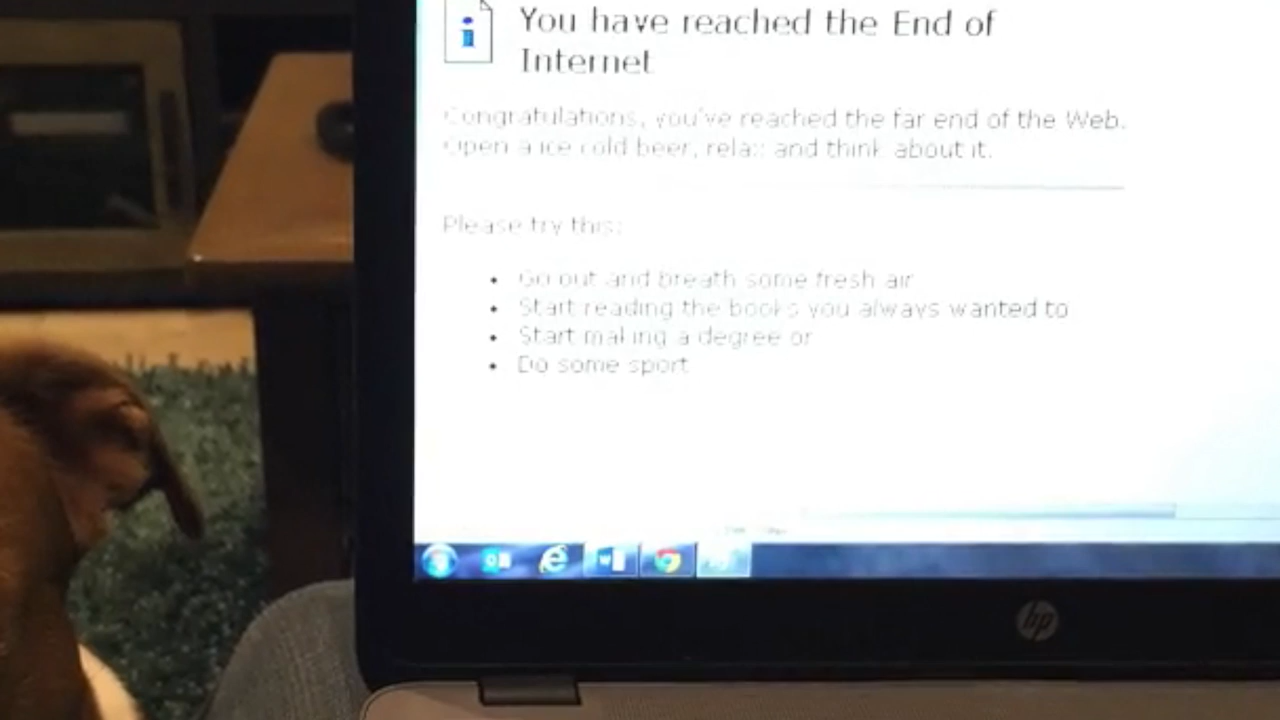 You have reached the End of
Internet
Congratulations, you've reached the far end of the Web.
Open a ice cold beer, relax and think about it.
Please try this:
Go out and breath some fresh air
Start reading the books you always wanted to
Start making a degree or
Do some sport
hp